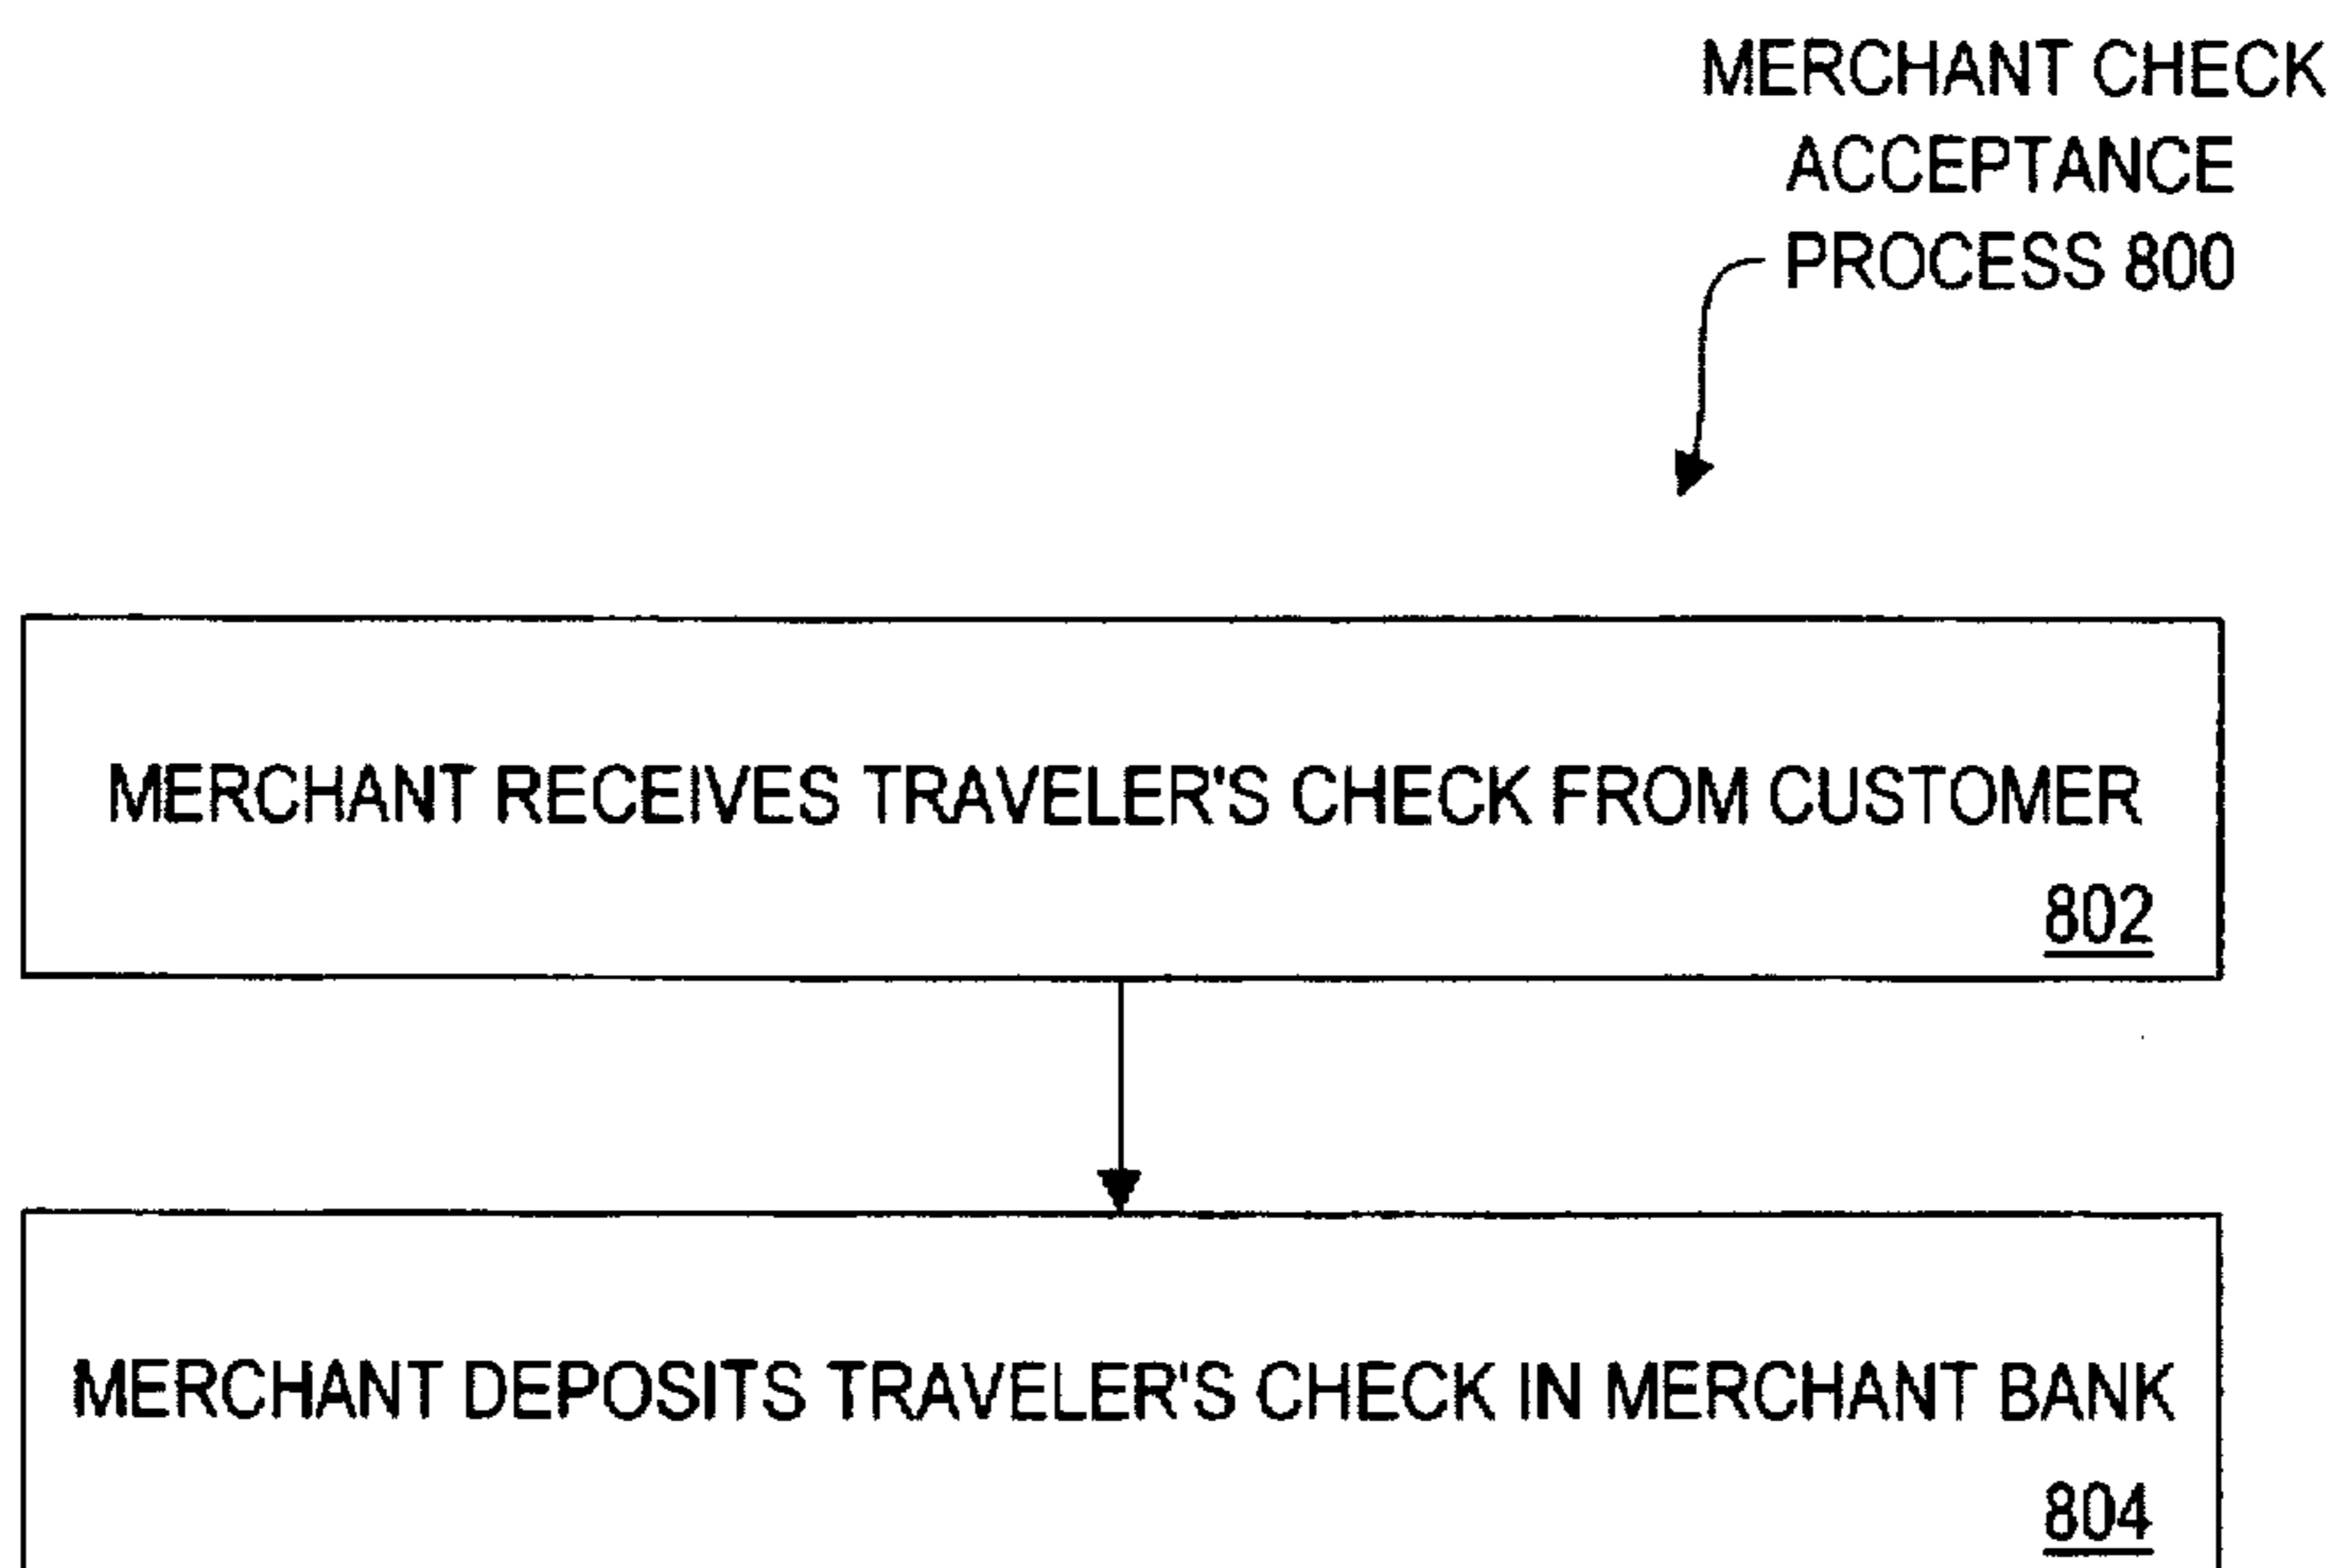 MERCHANT CHECK
ACCEPTANCE
PROCESS 800
MERCHANT RECEIVES TRAVELER'S CHECK FROM CUSTOMER
802
MERCHANT DEPOSITS TRAVELER'S CHECK IN MERCHANT BANK
804